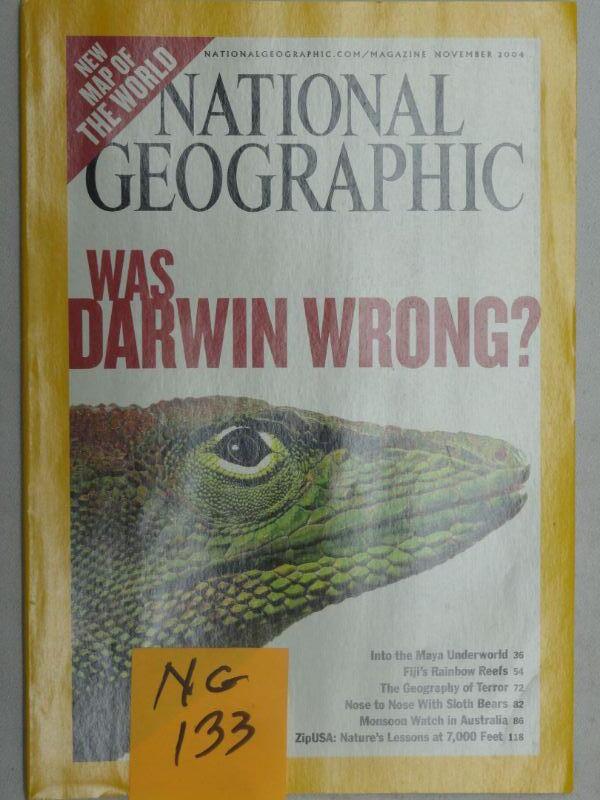 NEW
MAP OF
THE WORLD
NATIONALGEOGRAPHIC.COM/MAGAZINE NOVEMBER 2004
NATIONAL
GEOGRAPHIC
WAS
DARWIN WRONG?
Into the Maya Underworld 36
Fiji's Rainbow Reefs 54
The Geography of Terror 72
Nose to Nose With Sloth Bears 82
Monsoon Watch in Australia 86
ZipUSA: Nature's Lessons at 7,000 Feet 118
NG
133